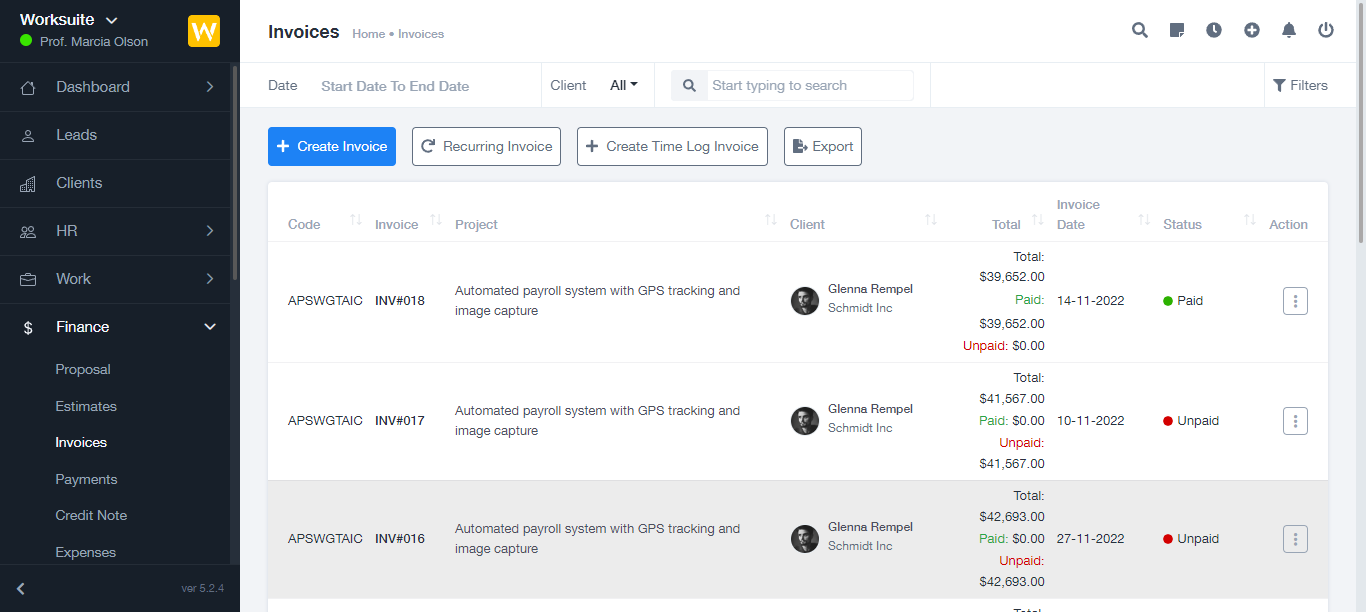 Worksuite
Prof. Marcia Olson
W
Dashboard
Leads
Clients
HR
Work
$ Finance
Proposal
Estimates
Invoices
Payments
Credit Note
Expenses
ver 5.2.4
Invoices Home • Invoices
Date Start Date To End Date Client All Start typing to search Filters
Create Invoice Recurring Invoice Create Time Log Invoice Export
Code Invoice Project Client Total Invoice Date Status Action
Total:
$39,652.00
APSWGTAIC INV#018 Automated payroll system with GPS tracking and
image capture
Glenna Rempel
Schmidt Inc
Paid:
$39,652.00
Unpaid: $0.00
14-11-2022 Paid
Total:
$41,567.00
APSWGTAIC INV#017 Automated payroll system with GPS tracking and
image capture
Glenna Rempel
Schmidt Inc
Paid: $0.00
Unpaid:
$41,567.00
10-11-2022 Unpaid
Total:
$42,693.00
APSWGTAIC INV#016 Automated payroll system with GPS tracking and
image capture
Glenna Rempel
Schmidt Inc
Paid: $0.00
Unpaid:
$42,693.00
27-11-2022 Unpaid